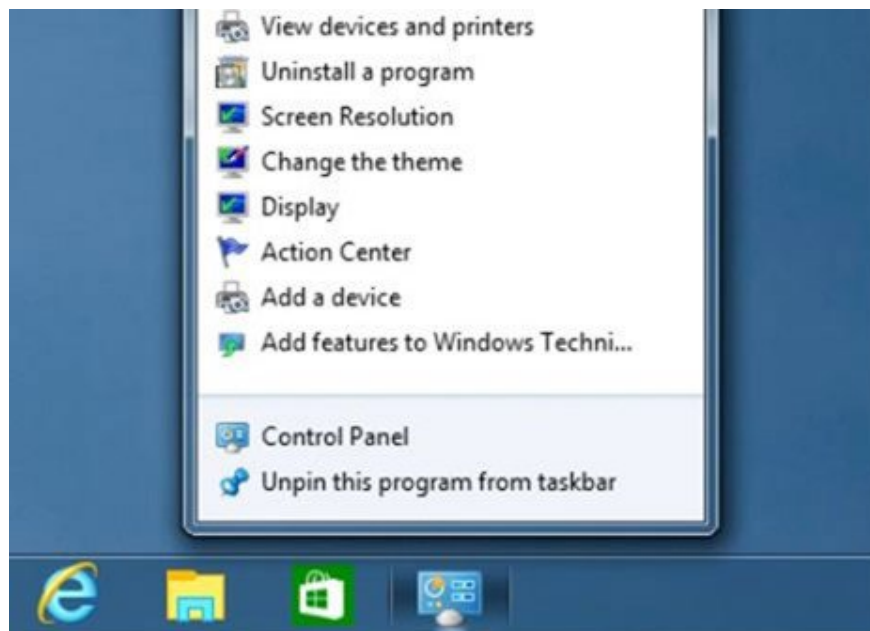 View devices and printers
Uninstall a program
Screen Resolution
Change the theme
Display
Action Center
Add a device
Add features to Windows Techni...
Control Panel
Unpin this program from taskbar